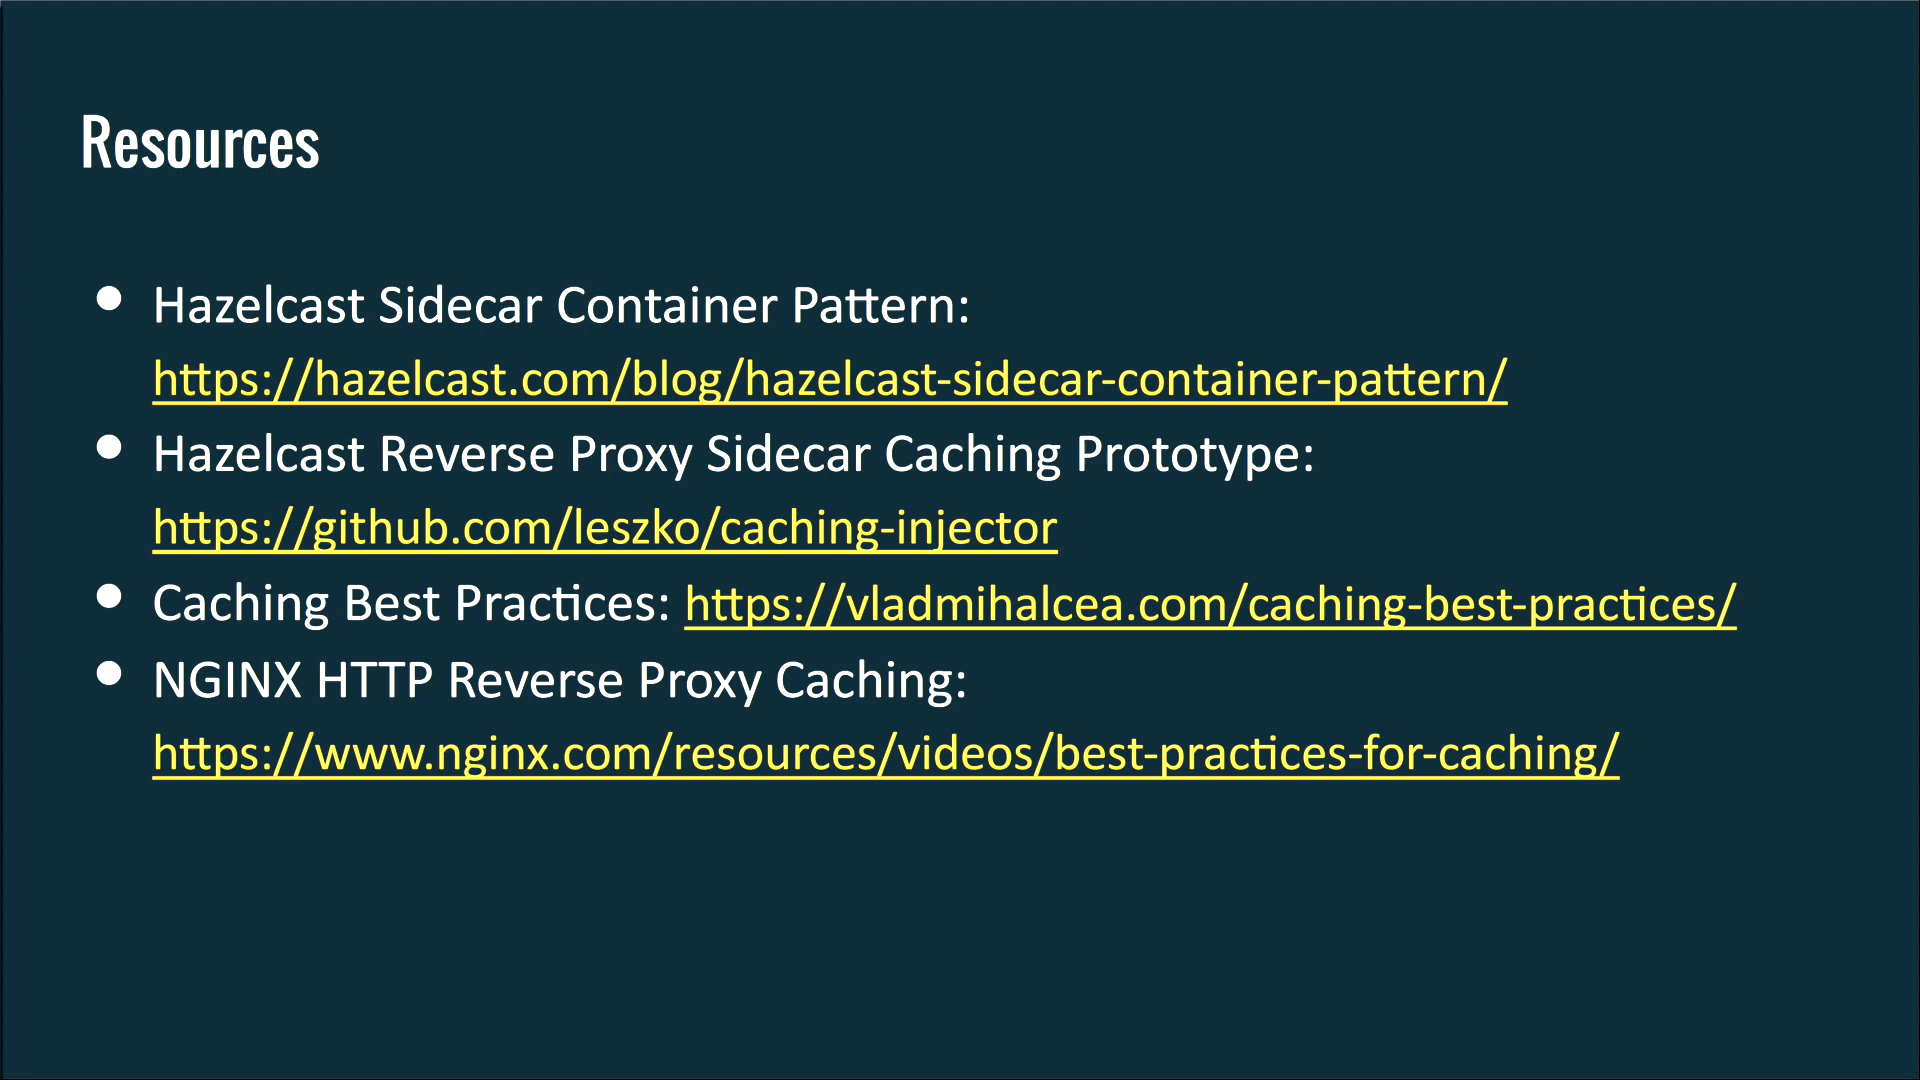 Resources
Hazelcast Sidecar Container Pattern:
https://hazelcast.com/blog/hazelcast-sidecar-container-pattern/
Hazelcast Reverse Proxy Sidecar Caching Prototype:
https://github.com/leszko/caching-injector
Caching Best Practices: https://vladmihalcea.com/caching-best-practices/
NGINX HTTP Reverse Proxy Caching:
https://www.nginx.com/resources/videos/best-practices-for-caching/